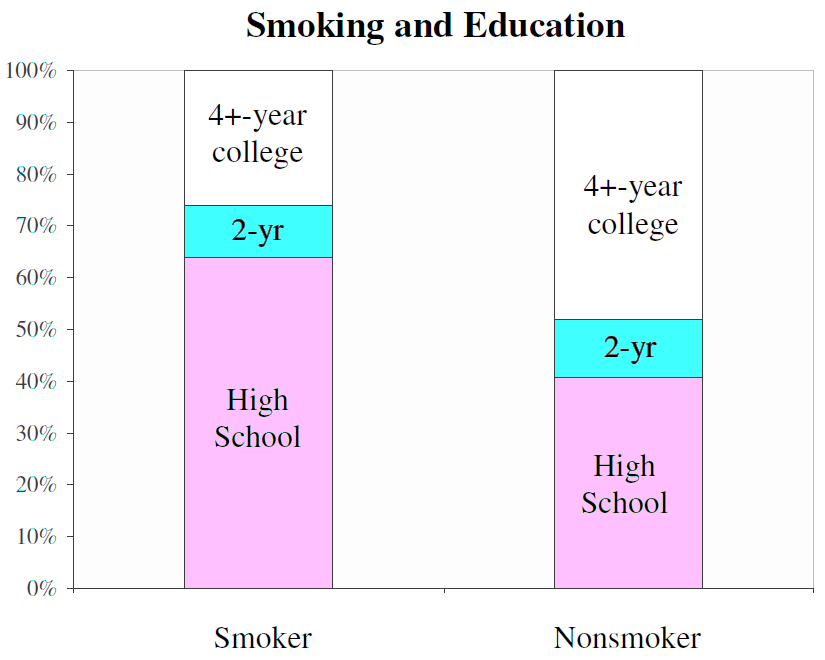 Smoking and Education
100%
90%
80%
70%
60%
50%
40%
30%
20%
10%
0%
4+-year
college
2-yr
High
School
4+-year
college
2-yr
High
School
Smoker
Nonsmoker